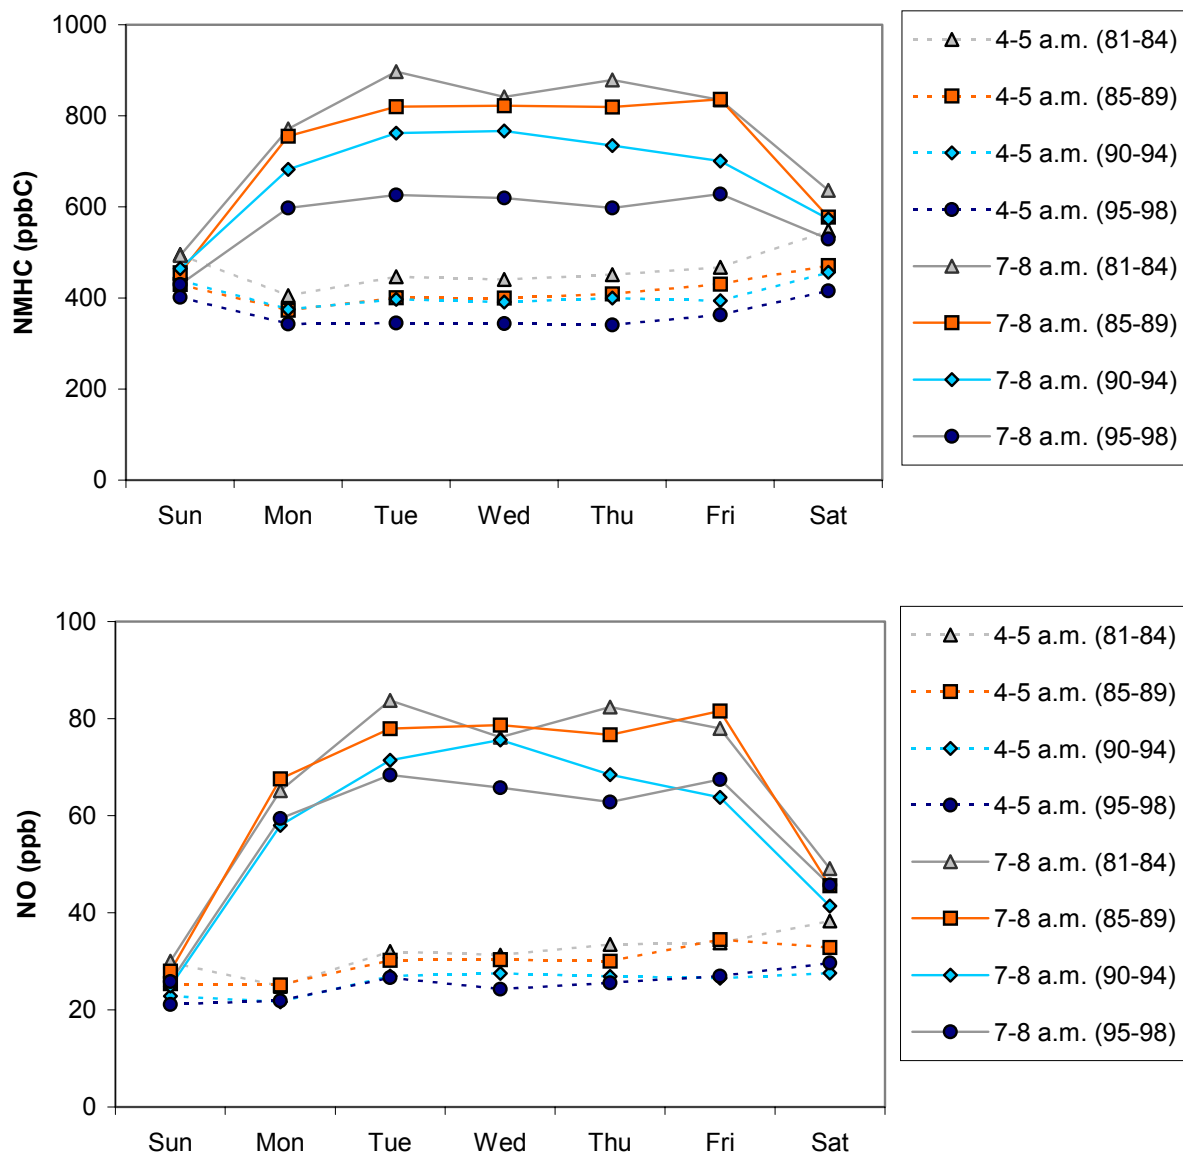 NMHC (ppbC)
1000
800
600
400
200
0
Sun Mon Tue Wed Thu Fri Sat
4-5 a.m. (81-84)
4-5 a.m. (85-89)
4-5 a.m. (90-94)
4-5 a.m. (95-98)
7-8 a.m. (81-84)
7-8 a.m. (85-89)
7-8 a.m. (90-94)
7-8 a.m. (95-98)
NO (ppb)
100
80
60
40
20
0
Sun Mon Tue Wed Thu Fri Sat
4-5 a.m. (81-84)
4-5 a.m. (85-89)
4-5 a.m. (90-94)
4-5 a.m. (95-98)
7-8 a.m. (81-84)
7-8 a.m. (85-89)
7-8 a.m. (90-94)
7-8 a.m. (95-98)